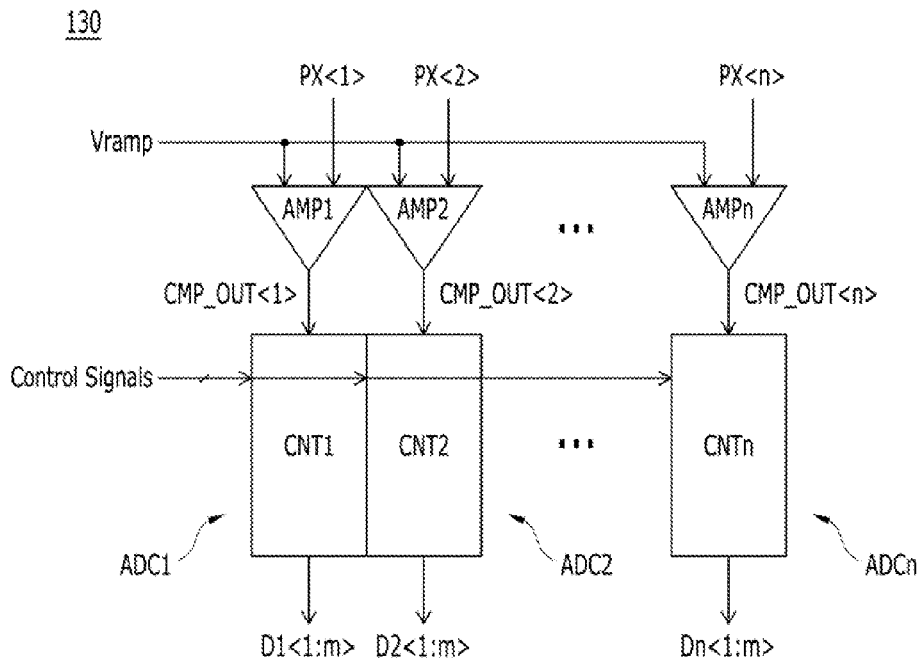 130
PX<1> PX<2> PX<n>
Vramp
AMP1 AMP2 ... AMPn
CMP_OUT<1> CMP_OUT<2> CMP_OUT<n>
Control Signals
CNT1 CNT2 ... CNTn
ADC1 ADC2 ADCn
D1<1:m> D2<1:m> Dn<1:m>